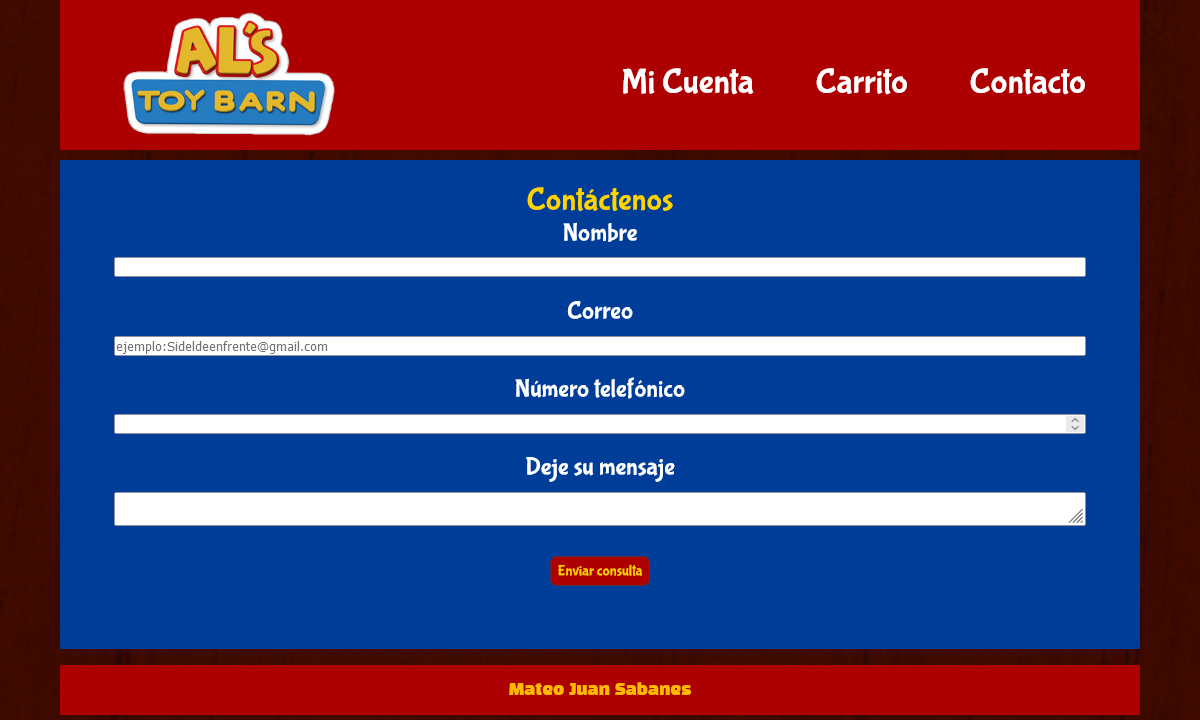 AL'S
TOY BARN
Mi Cuenta
Carrito
Contacto
Contáctenos
Nombre
Correo
ejemplo:Sideldeenfrente@gmail.com
Número telefónico
Deje su mensaje
Enviar consulta
Mateo Juan Sabanes